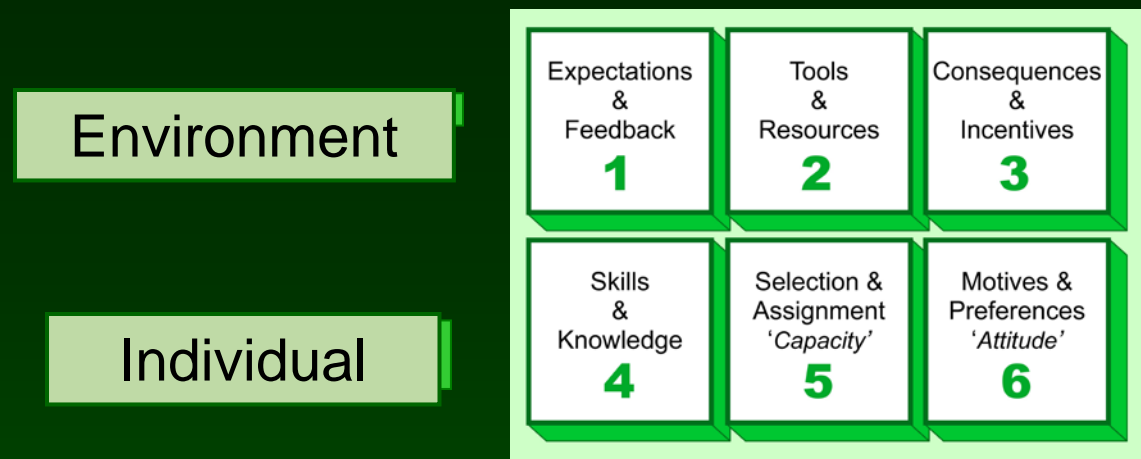 Environment
Expectations
&
Feedback
1
Tools
&
Resources
2
Consequences
&
Incentives
3
Individual
Skills
&
Knowledge
4
Selection &
Assignment
‘Capacity’
5
Motives &
Preferences
‘Attitude’
6